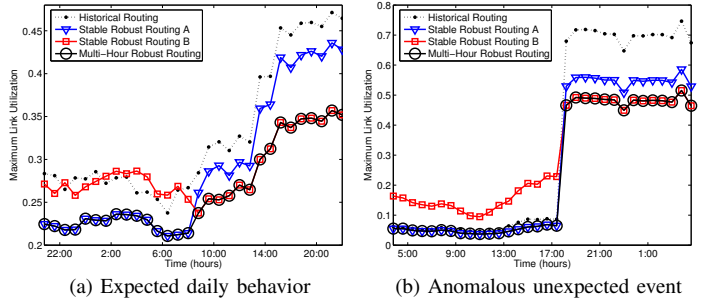 Historical Routing
Stable Robust Routing A
Stable Robust Routing B
Multi−Hour Robust Routing
Maximum Link Utilization
0.45
0.4
0.35
0.3
0.25
0.2
22:00 2:00 6:00 10:00 14:00 20:00
Time (hours)
(a) Expected daily behavior
Historical Routing
Stable Robust Routing A
Stable Robust Routing B
Multi−Hour Robust Routing
Maximum Link Utilization
0.8
0.7
0.6
0.5
0.4
0.3
0.2
0.1
0
5:00 9:00 13:00 17:00 21:00 1:00
Time (hours)
(b) Anomalous unexpected event